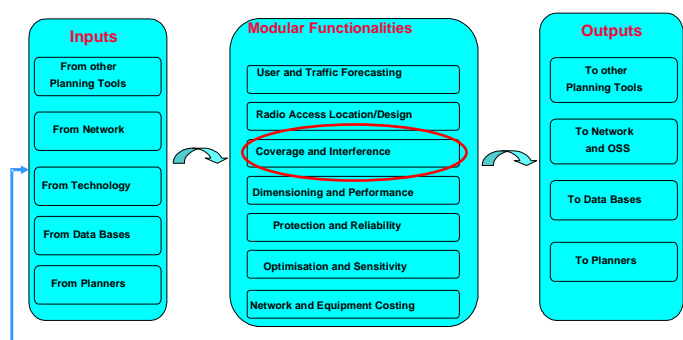 Inputs
From other
Planning Tools
From Network
From Technology
From Data Bases
From Planners
Modular Functionalities
User and Traffic Forecasting
Radio Access Location/Design
Coverage and Interference
Dimensioning and Performance
Protection and Reliability
Optimisation and Sensitivity
Network and Equipment Costing
Outputs
To other
Planning Tools
To Network
and OSS
To Data Bases
To Planners